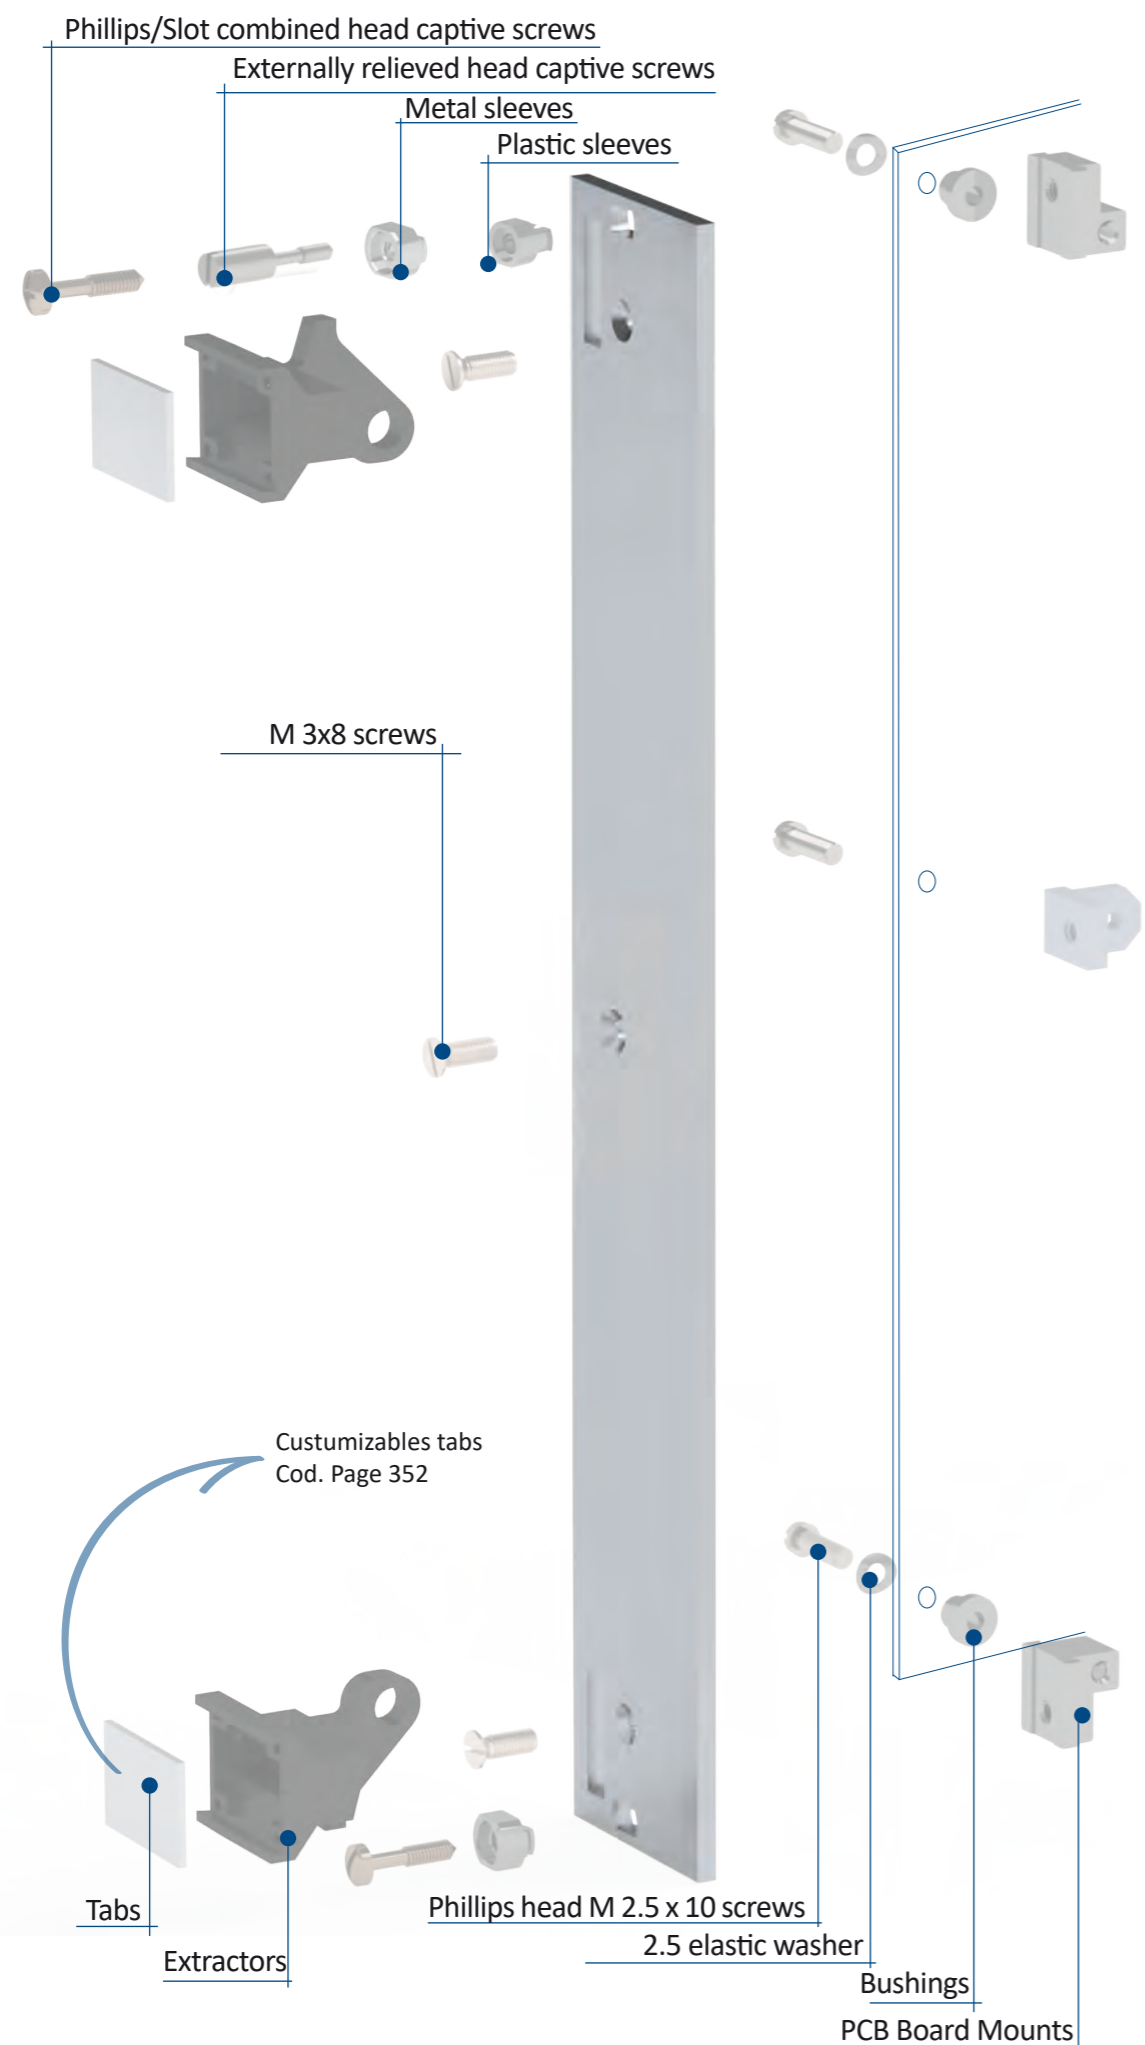 Phillips/Slot combined head captive screws
Externally relieved head captive screws
Metal sleeves
Plastic sleeves
M 3x8 screws
Custumizables tabs
Cod. Page 352
Tabs
Extractors
Phillips head M 2.5 x 10 screws
2.5 elastic washer
Bushings
PCB Board Mounts